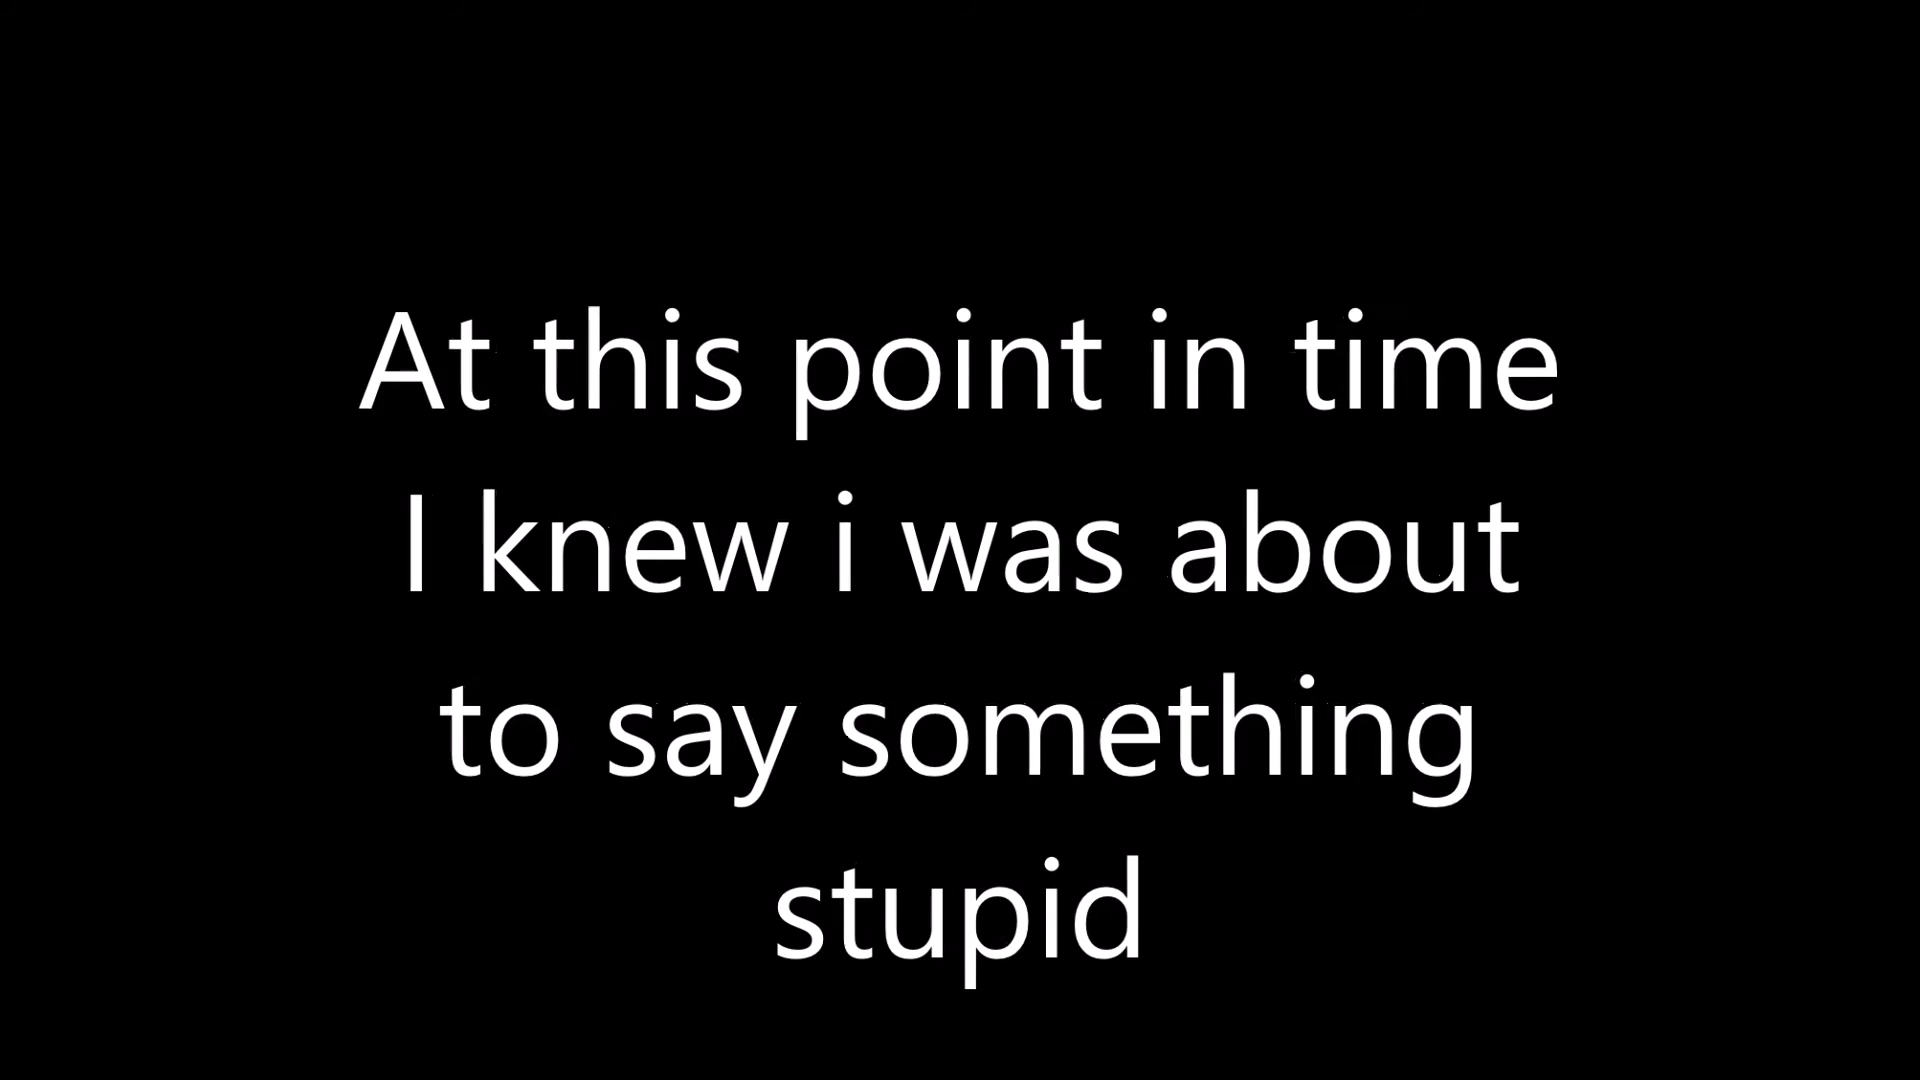 At this point in time
I knew i was about
to say something
stupid